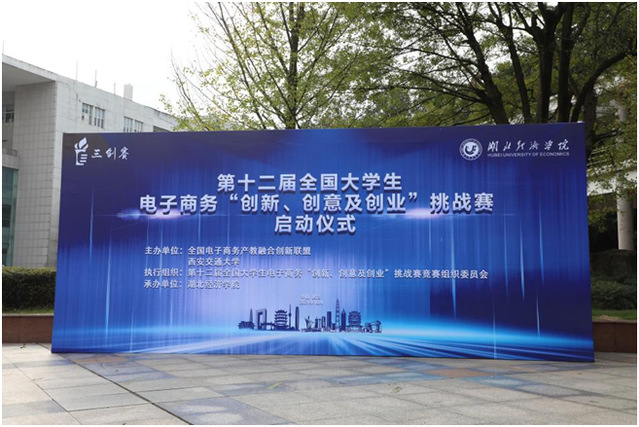 三创赛
湖北经济学院
HUBEI UNIVERSITY OF ECONOMICS
第十二届全国大学生
电子商务“创新、创意及创业”挑战赛
启动仪式
主办单位：全国电子商务产教融合创新联盟
西安交通大学
执行组织：第十二届全国大学生电子商务“创新、创意及创业”挑战赛竞赛组织委员会
承办单位：湖北经济学院